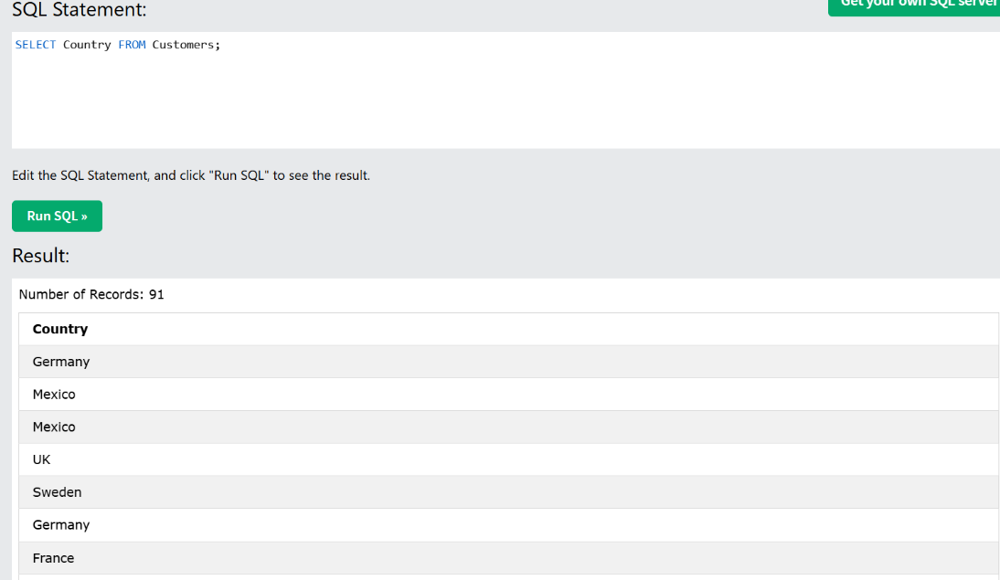 SQL Statement:
Get your own SQL server
SELECT Country FROM Customers;
Edit the SQL Statement, and click "Run SQL" to see the result.
Run SQL »
Result:
Number of Records: 91
Country
Germany
Mexico
Mexico
UK
Sweden
Germany
France